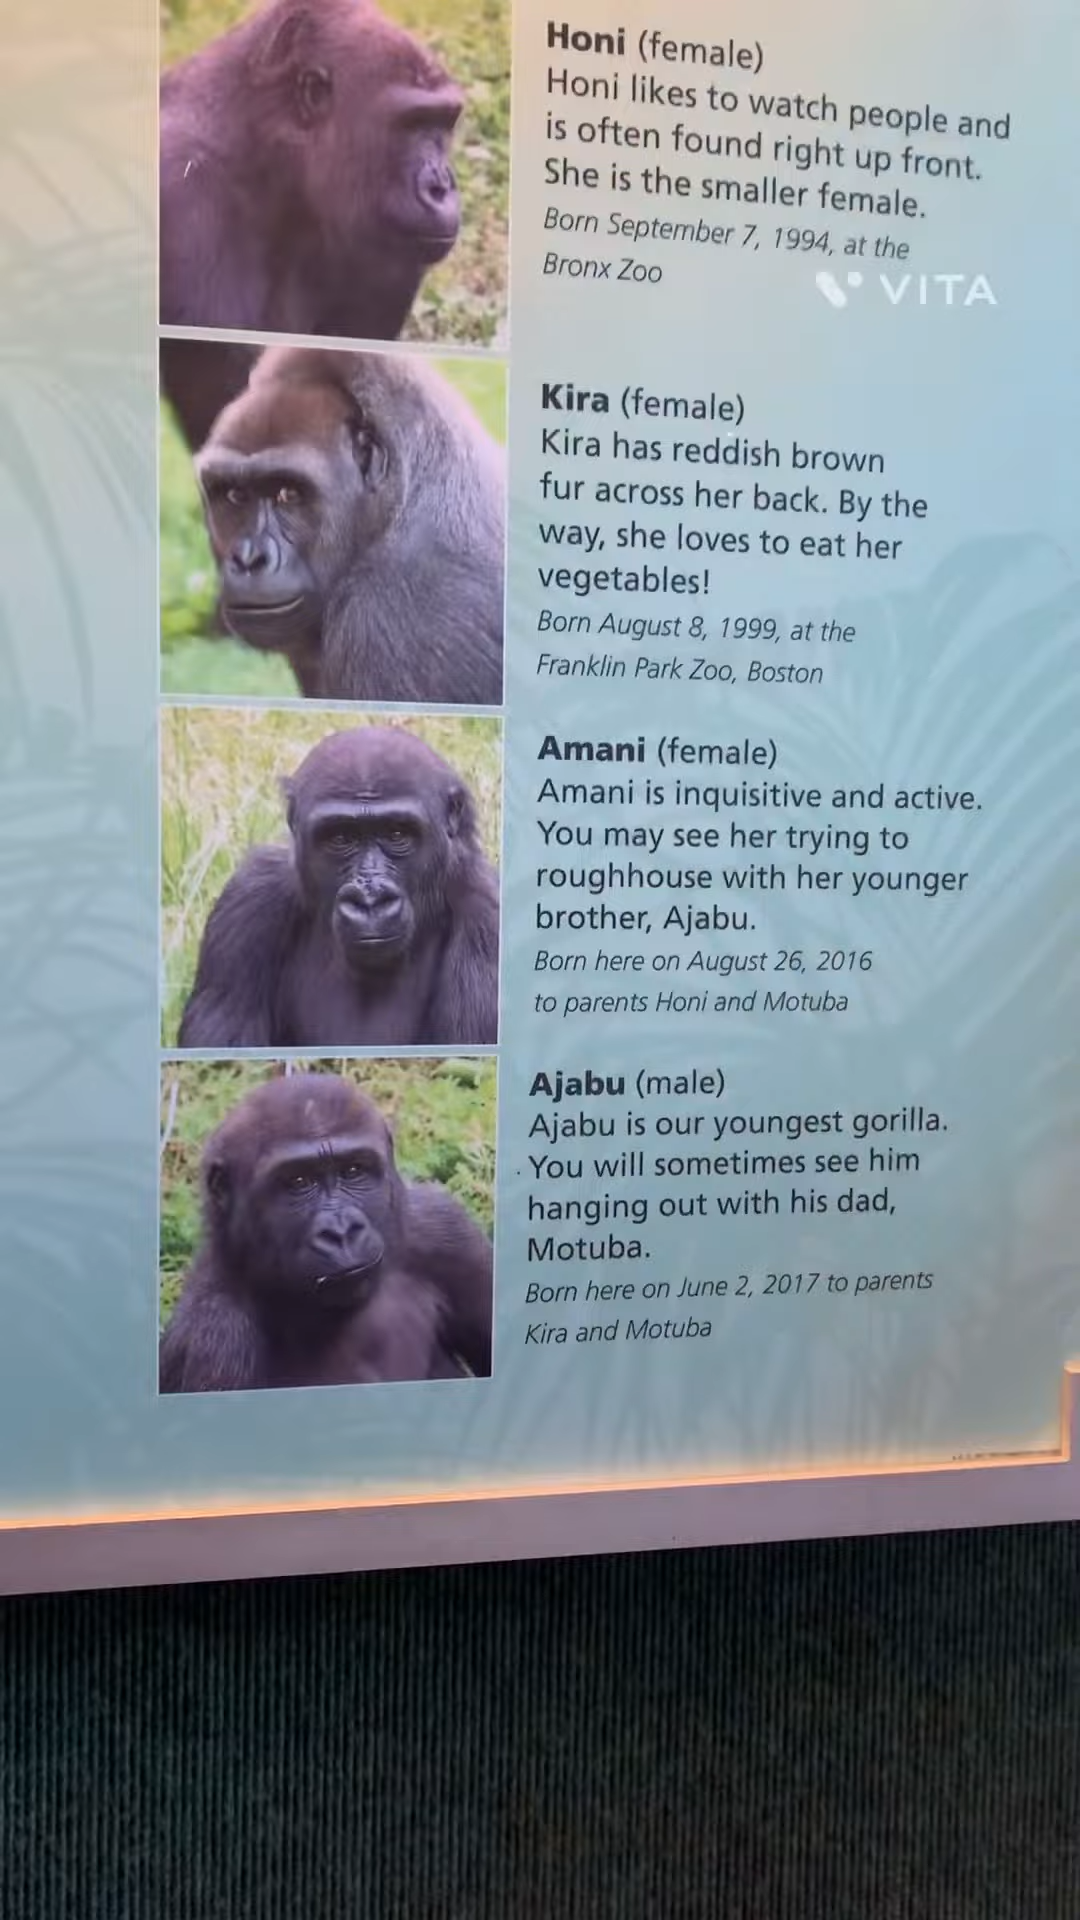 Honi (female)
Honi likes to watch people and
is often found right up front.
She is the smaller female.
Born September 7, 1994, at the
Bronx Zoo
VITA
Kira (female)
Kira has reddish brown
fur across her back. By the
way, she loves to eat her
vegetables!
Born August 8, 1999, at the
Franklin Park Zoo, Boston
Amani (female)
Amani is inquisitive and active.
You may see her trying to
roughhouse with her younger
brother, Ajabu.
Born here on August 26, 2016
to parents Honi and Motuba
Ajabu (male)
Ajabu is our youngest gorilla.
You will sometimes see him
hanging out with his dad,
Motuba.
Born here on June 2, 2017 to parents
Kira and Motuba